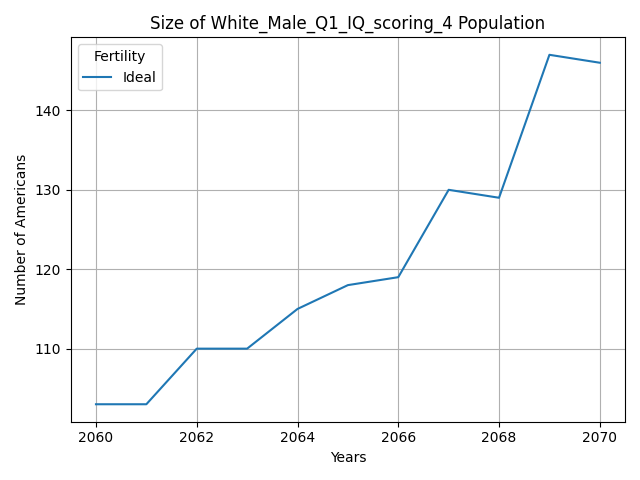 Size of White_Male_Q1_IQ_scoring_4 Population
Fertility
Ideal
Number of Americans
140
130
120
110
2060 2062 2064 2066 2068 2070
Years